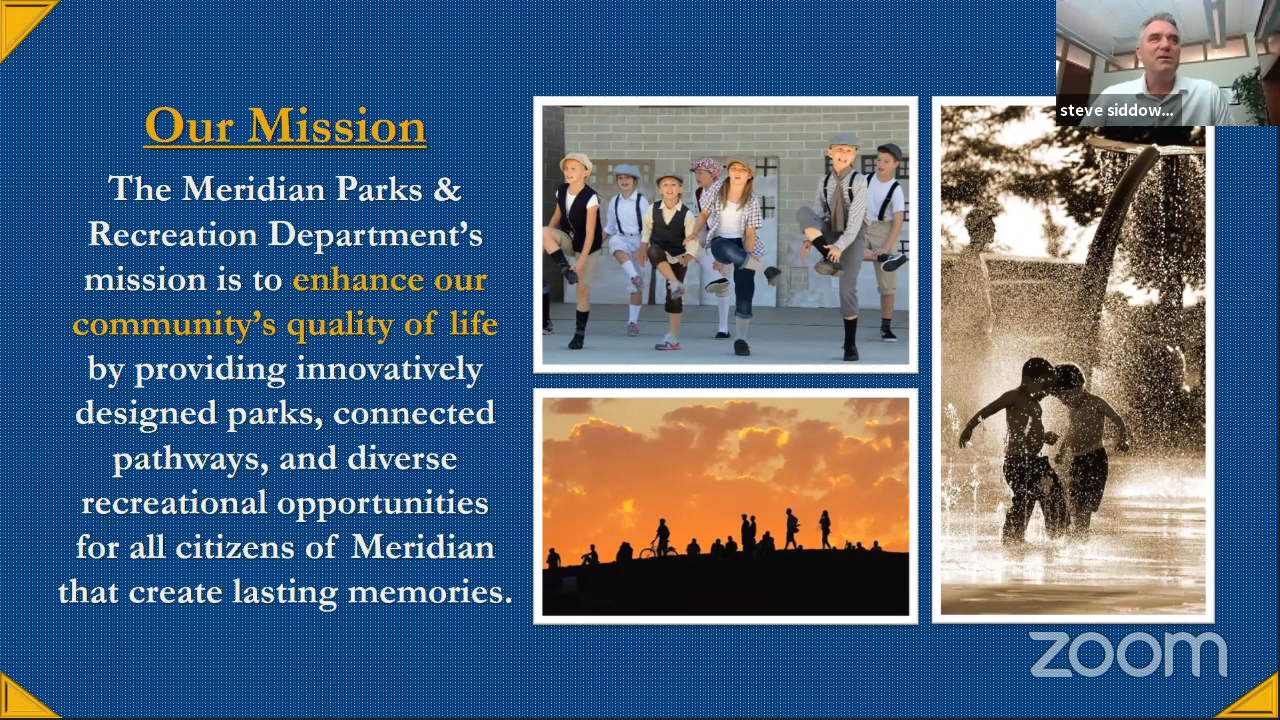 steve siddow...
Our Mission
The Meridian Parks &
Recreation Department’s
mission is to enhance our
community’s quality of life
by providing innovatively
designed parks, connected
pathways, and diverse
recreational opportunities
for all citizens of Meridian
that create lasting memories.
zoom